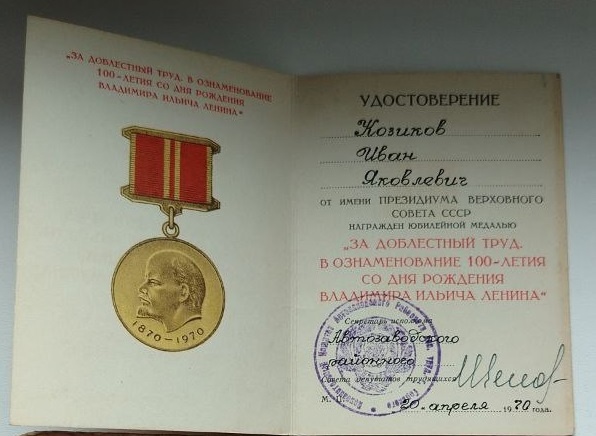 „ЗА ДОБЛЕСТНЫЙ ТРУД. В ОЗНАМЕНОВАНИЕ
100-ЛЕТИЯ СО ДНЯ РОЖДЕНИЯ
ВЛАДИМИРА ИЛЬИЧА ЛЕНИНА“
1870-1970
УДОСТОВЕРЕНИЕ
Козиков
Иван
Яковлевич
ОТ ИМЕНИ ПРЕЗИДИУМА ВЕРХОВНОГО
СОВЕТА СССР
НАГРАЖДЕН ЮБИЛЕЙНОЙ МЕДАЛЬЮ
„ЗА ДОБЛЕСТНЫЙ ТРУД.
В ОЗНАМЕНОВАНИЕ 100-ЛЕТИЯ
СО ДНЯ РОЖДЕНИЯ
ВЛАДИМИРА ИЛЬИЧА ЛЕНИНА“
Секретарь исполкома
Автозаводского
районного
Совета депутатов трудящихся
М. П. 20 апреля 1970 года.